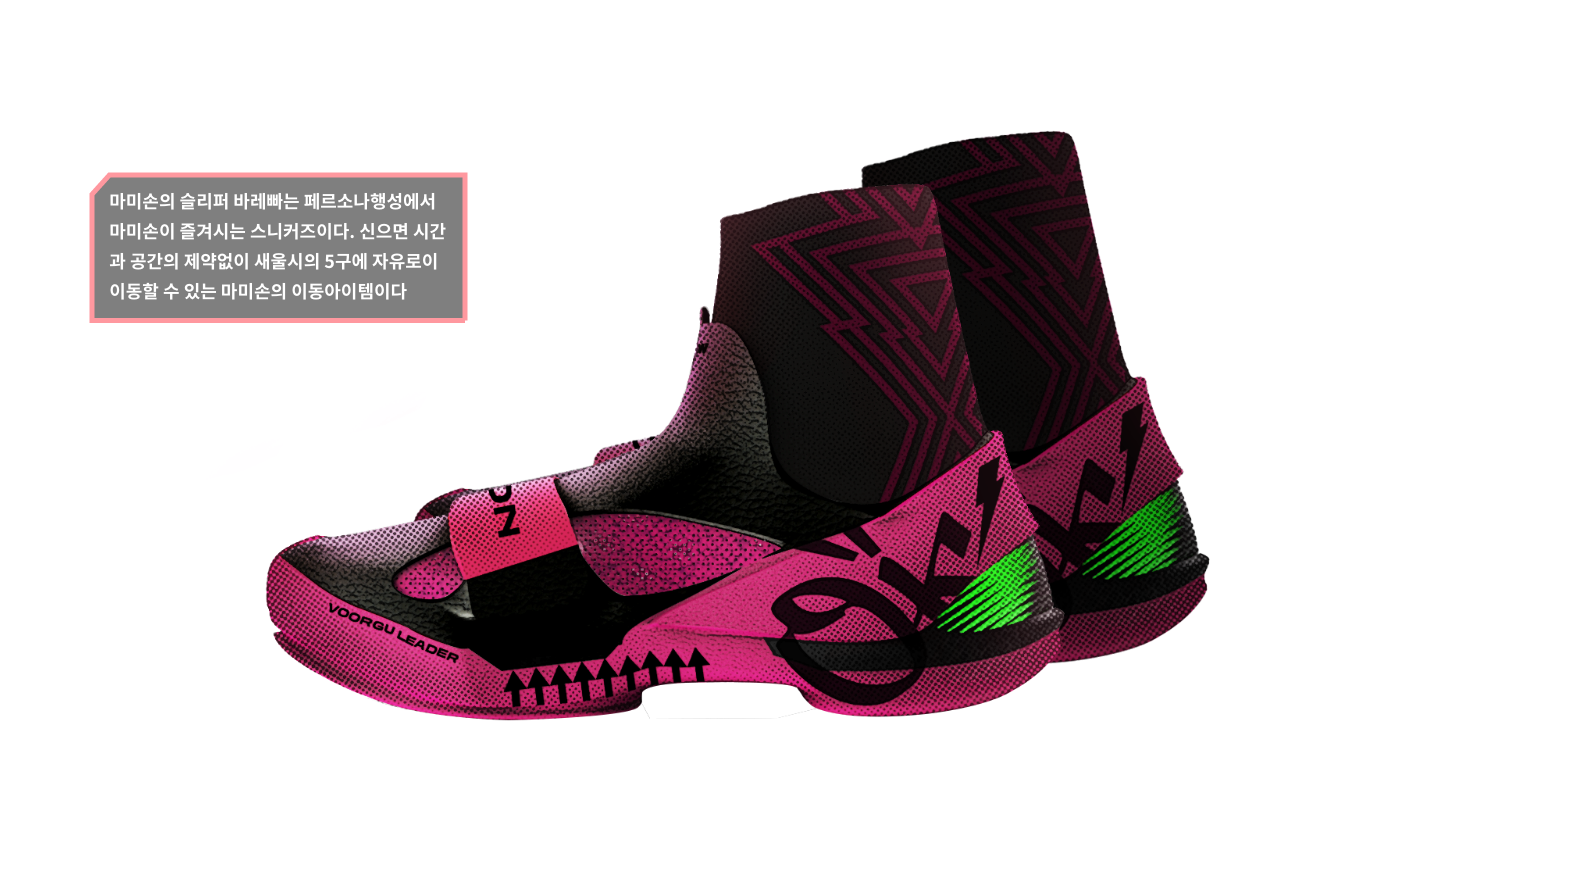 마미손의 슬리퍼 바레빠는 페르소나행성에서
마미손이 즐겨시는 스니커즈이다. 신으면 시간
과 공간의 제약없이 새울시의 5구에 자유로이
이동할 수 있는 마미손의 이동아이템이다
ON
VOORGU LEADER
OK!